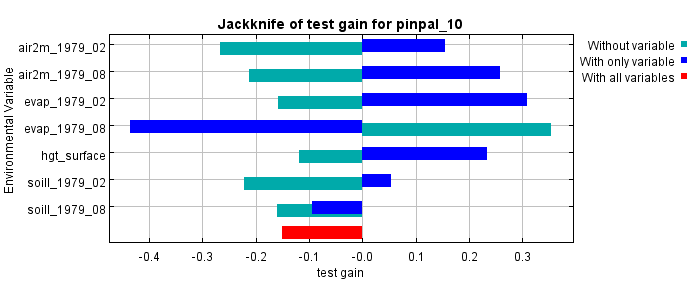 Jackknife of test gain for pinpal_10
Environmental Variable
air2m_1979_02
air2m_1979_08
evap_1979_02
evap_1979_08
hgt_surface
soill_1979_02
soill_1979_08
-0.4 -0.3 -0.2 -0.1 -0.0 0.1 0.2 0.3
test gain
Without variable
With only variable
With all variables